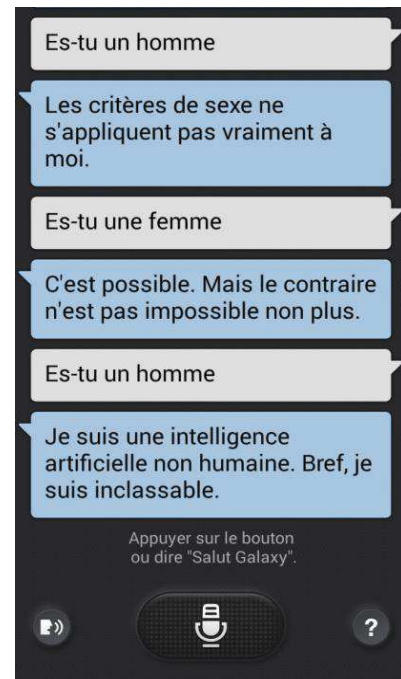 Es-tu un homme
Les critères de sexe ne
s'appliquent pas vraiment à
moi.
Es-tu une femme
C'est possible. Mais le contraire
n'est pas impossible non plus.
Es-tu un homme
Je suis une intelligence
artificielle non humaine. Bref, je
suis inclassable.
Appuyer sur le bouton
ou dire "Salut Galaxy".
?